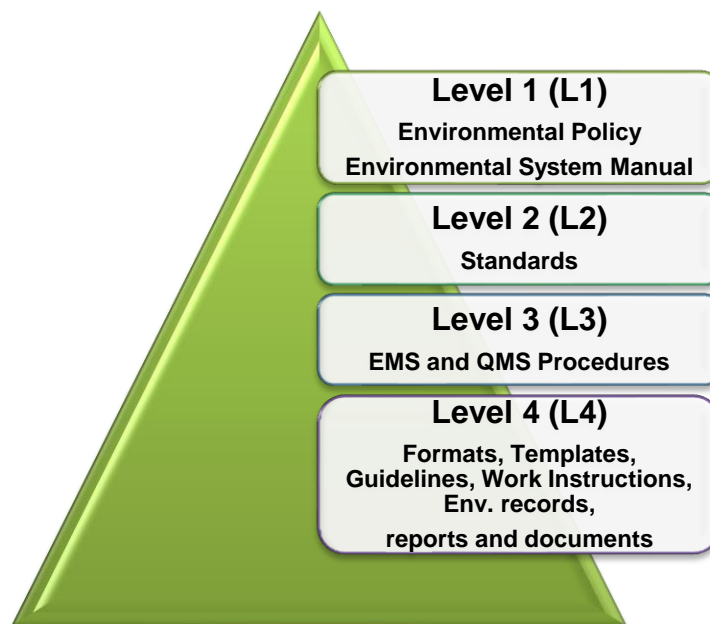 Level 1 (L1)
Environmental Policy
Environmental System Manual
Level 2 (L2)
Standards
Level 3 (L3)
EMS and QMS Procedures
Level 4 (L4)
Formats, Templates,
Guidelines, Work Instructions,
Env. records,
reports and documents